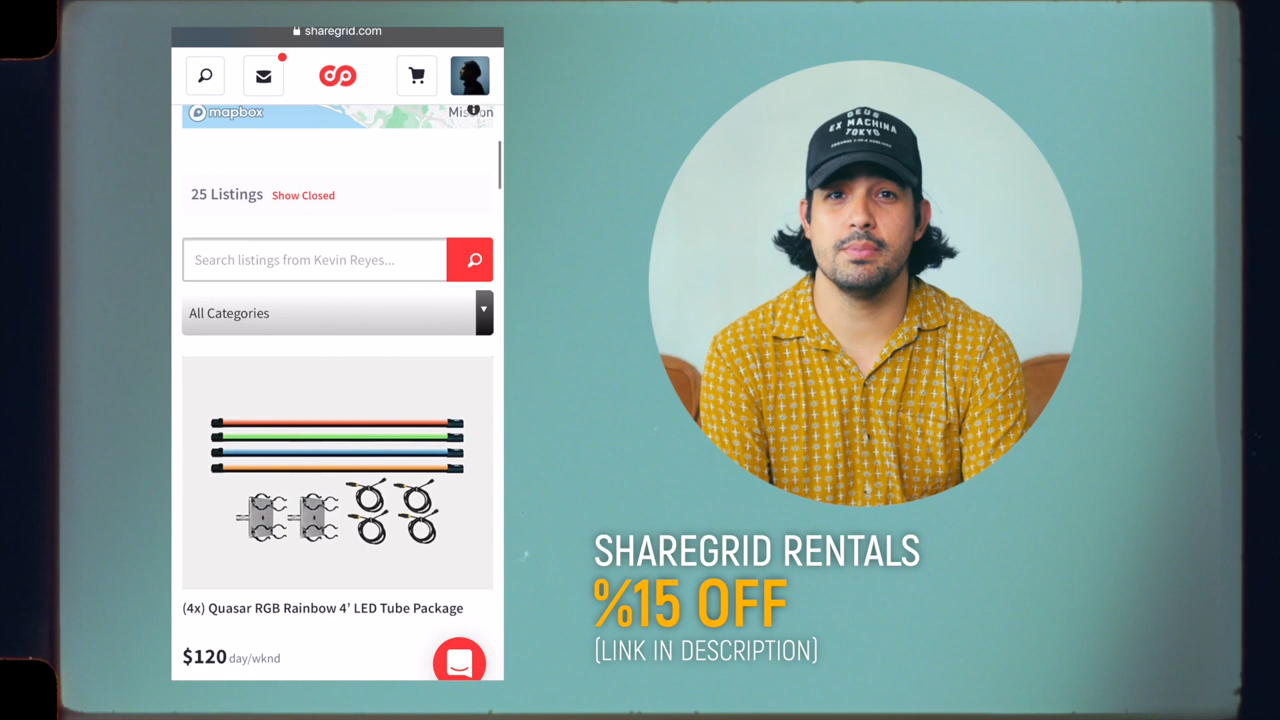 sharegrid.com
mapbox
Mission
25 Listings Show Closed
Search listings from Kevin Reyes...
All Categories
(4x) Quasar RGB Rainbow 4’ LED Tube Package
$120 day/wknd
DEUS
EX MACHINA
TOKYO
SHAREGRID RENTALS
%15 OFF
(LINK IN DESCRIPTION)